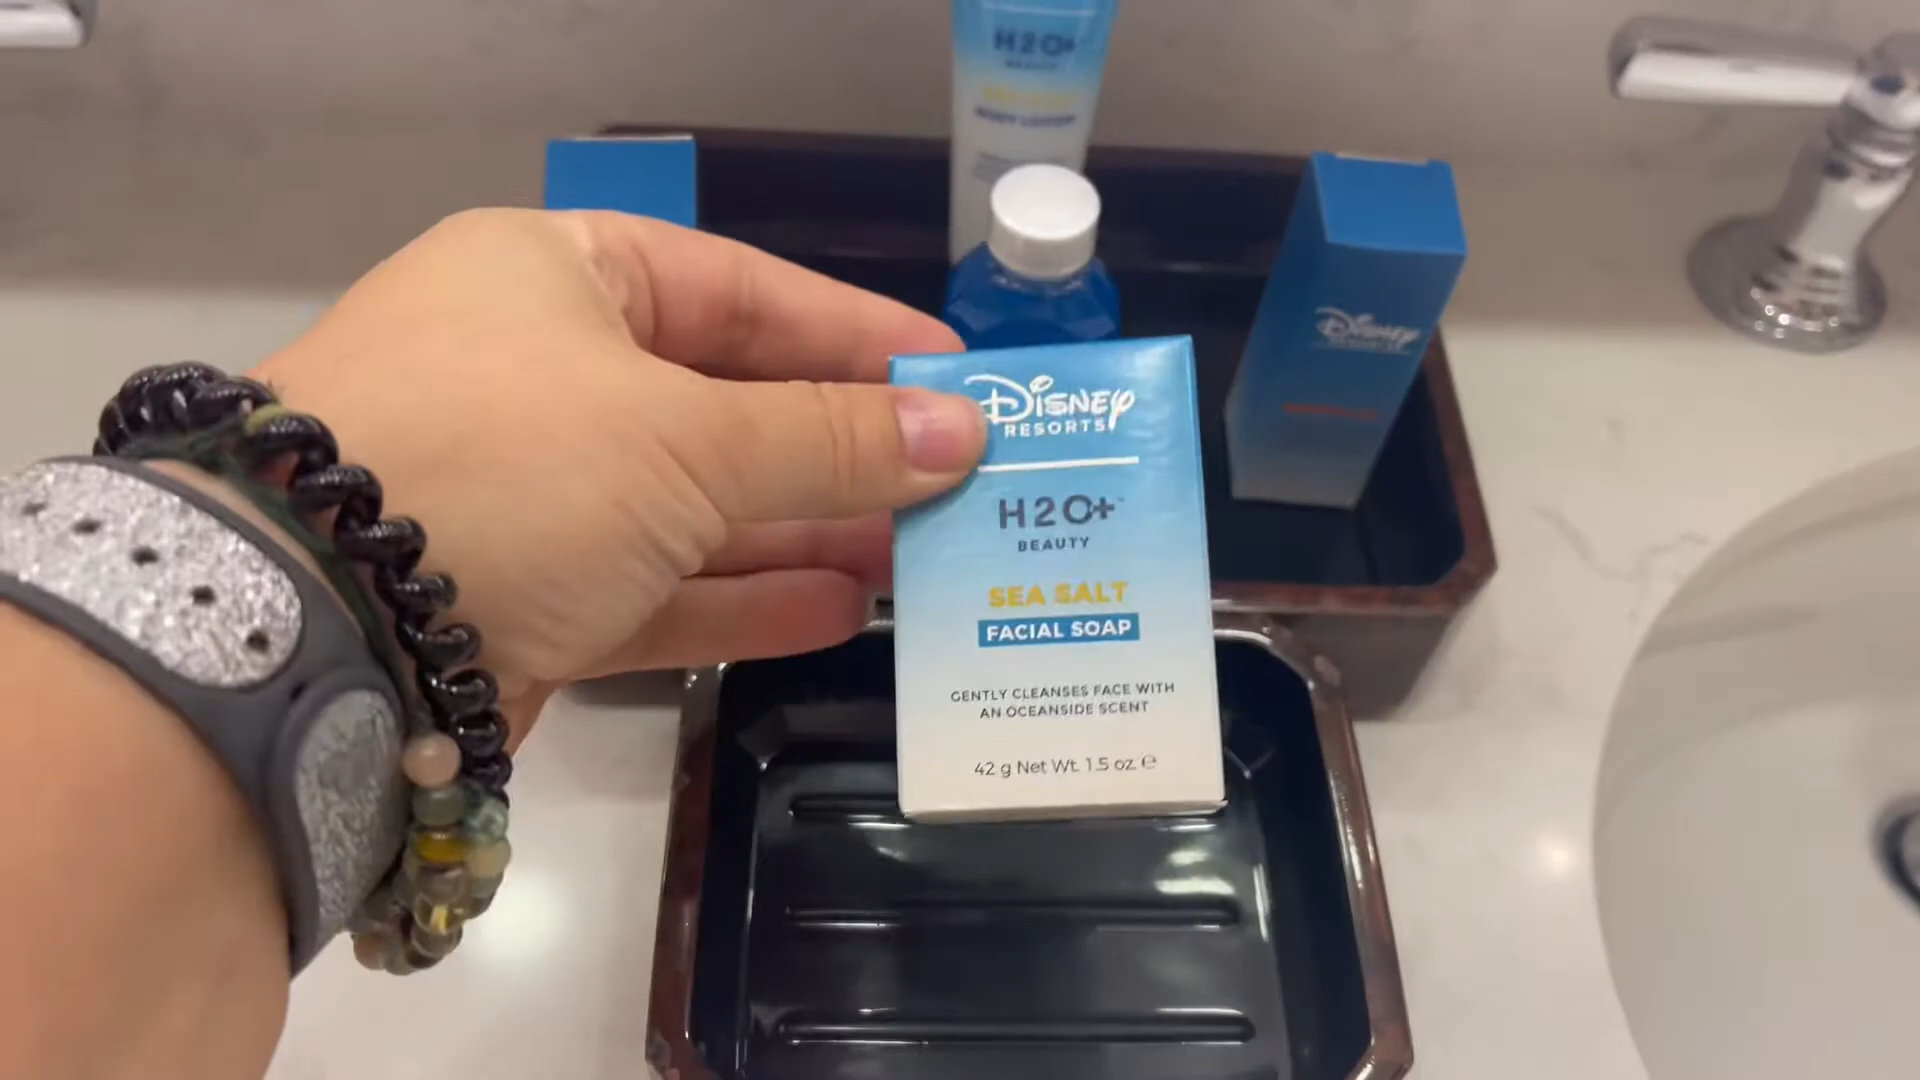 H2O+
BEAUTY
BODY LOTION
Disney
RESORTS
H2O+
BEAUTY
SEA SALT
FACIAL SOAP
GENTLY CLEANSES FACE WITH
AN OCEANSIDE SCENT
42 g Net Wt. 1.5 oz. ℮
Disney
RESORTS